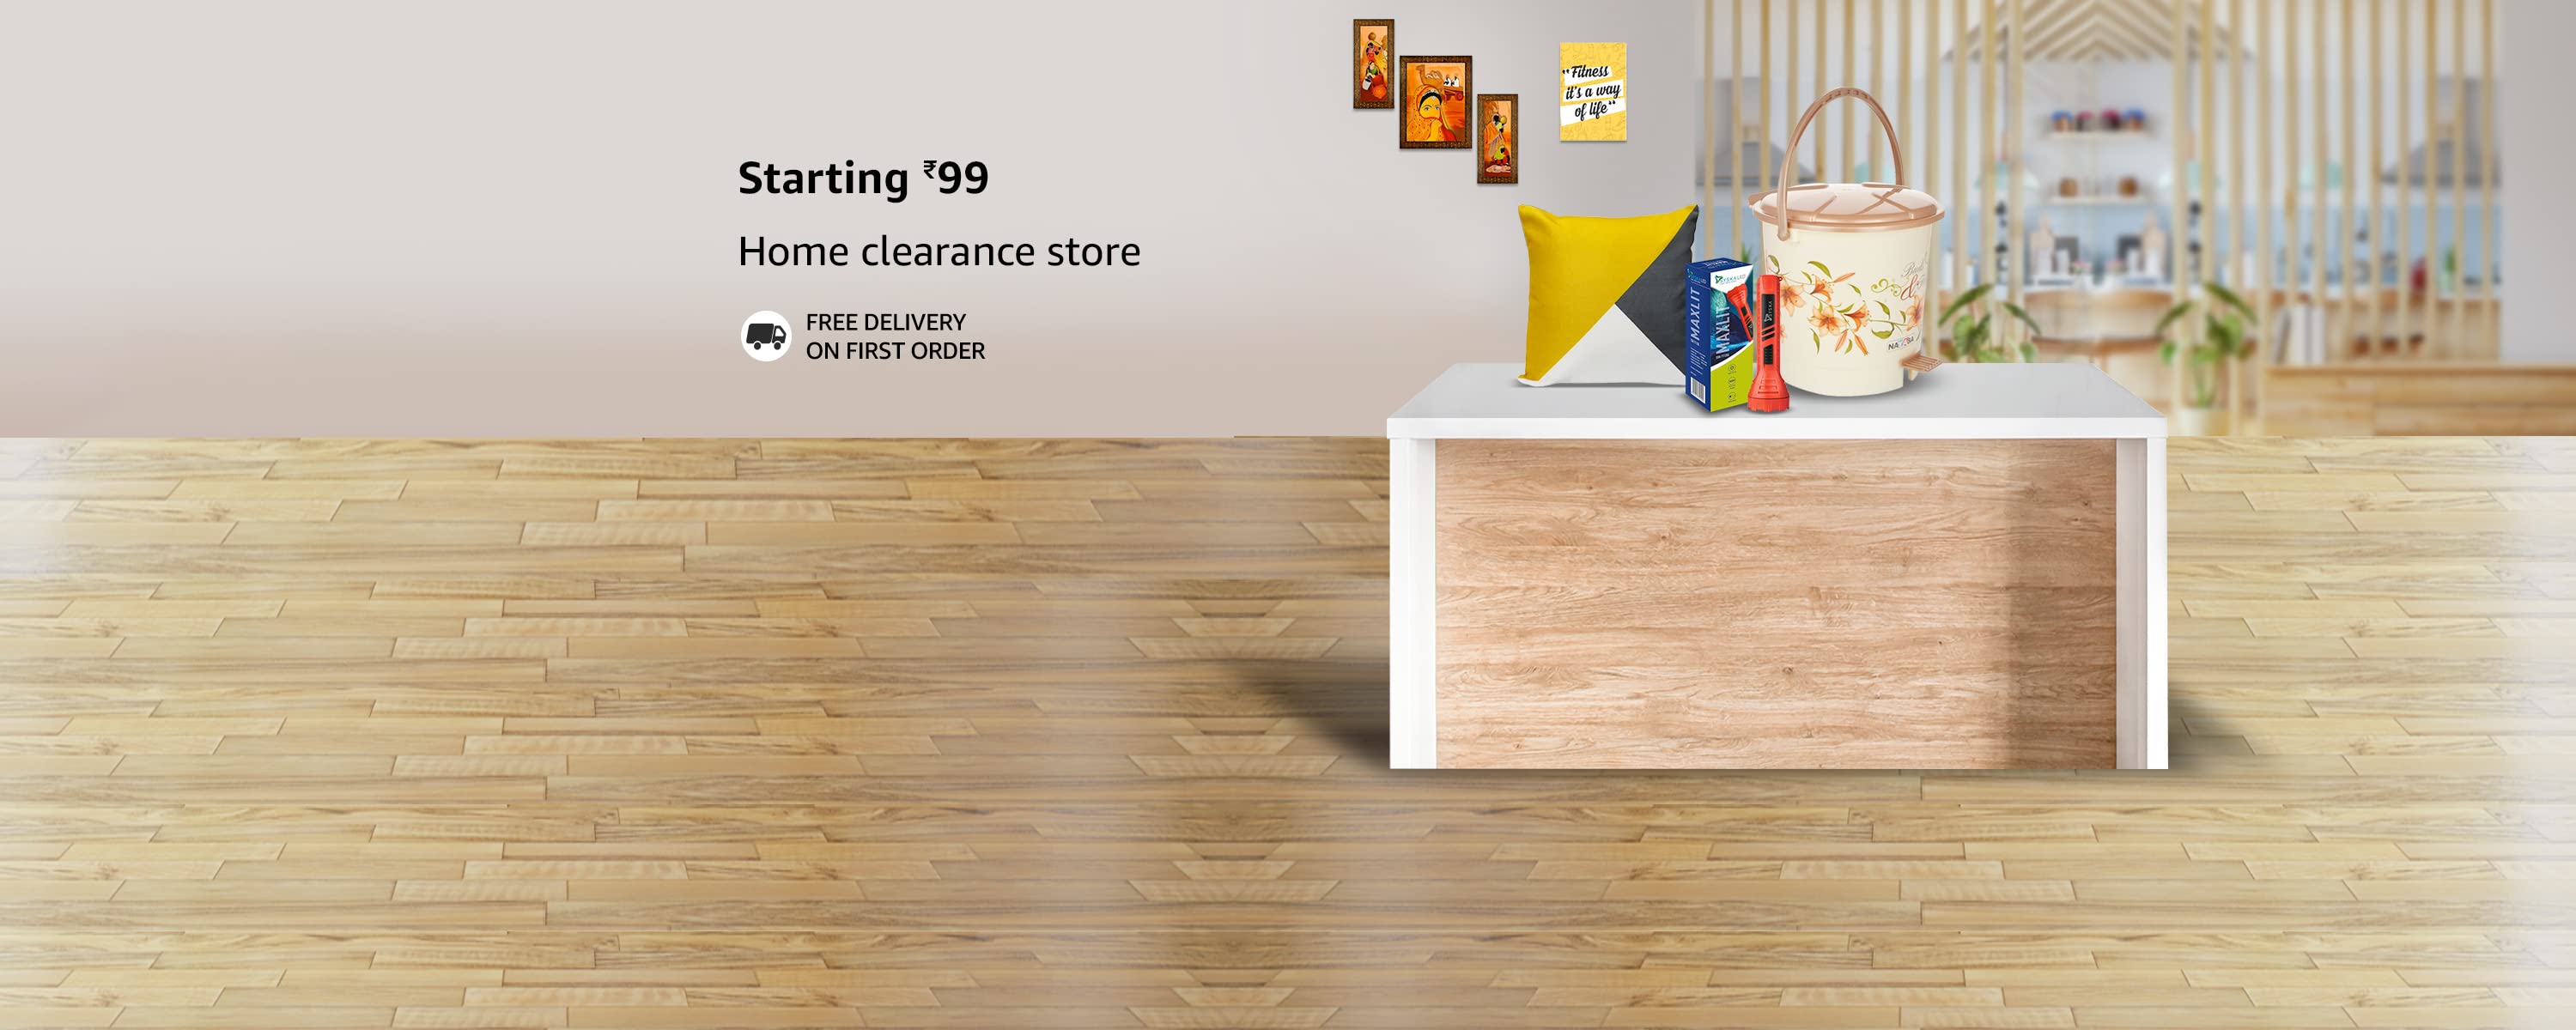 Starting ₹99
Home clearance store
FREE DELIVERY
ON FIRST ORDER
"Fitness
it's a way
of life"
MAXLIT
MAXLIT